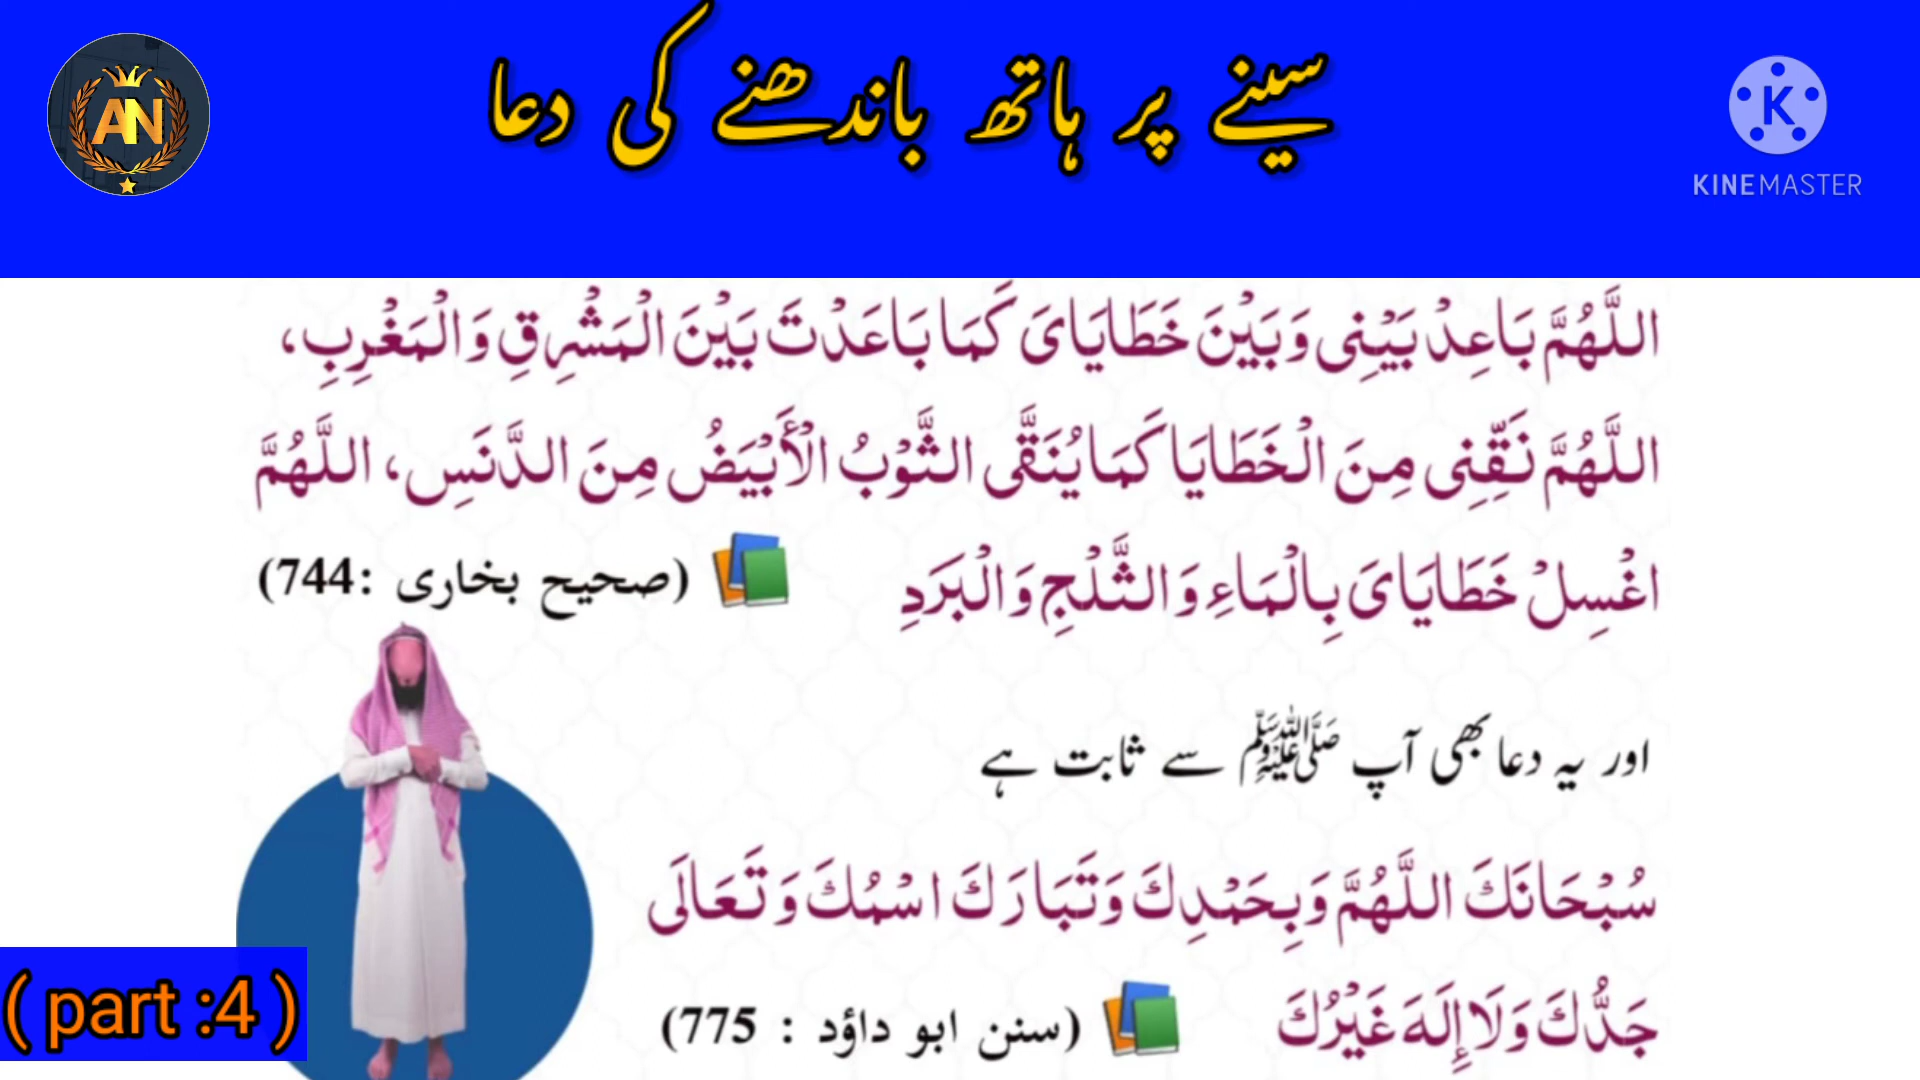 سینے پر ہاتھ باندھنے کی دعا
AN
K
KINEMASTER
اللَّهُمَّ بَاعِدْ بَيْنِى وَبَيْنَ خَطَايَاىَ كَمَا بَاعَدْتَ بَيْنَ الْمَشْرِقِ وَالْمَغْرِبِ،
اللَّهُمَّ نَقِّنِى مِنَ الْخَطَايَا كَمَا يُنَقَّى الثَّوْبُ الْأَبْيَضُ مِنَ الدَّنَسِ، اللَّهُمَّ
اغْسِلْ خَطَايَاىَ بِالْمَاءِ وَالثَّلْجِ وَالْبَرَدِ (صحیح بخاری :744)
اور یہ دعا بھی آپ ﷺ سے ثابت ہے
سُبْحَانَكَ اللَّهُمَّ وَبِحَمْدِكَ وَتَبَارَكَ اسْمُكَ وَتَعَالَى
جَدُّكَ وَلَا إِلَهَ غَيْرُكَ (سنن ابو داؤد : 775)
( part :4 )